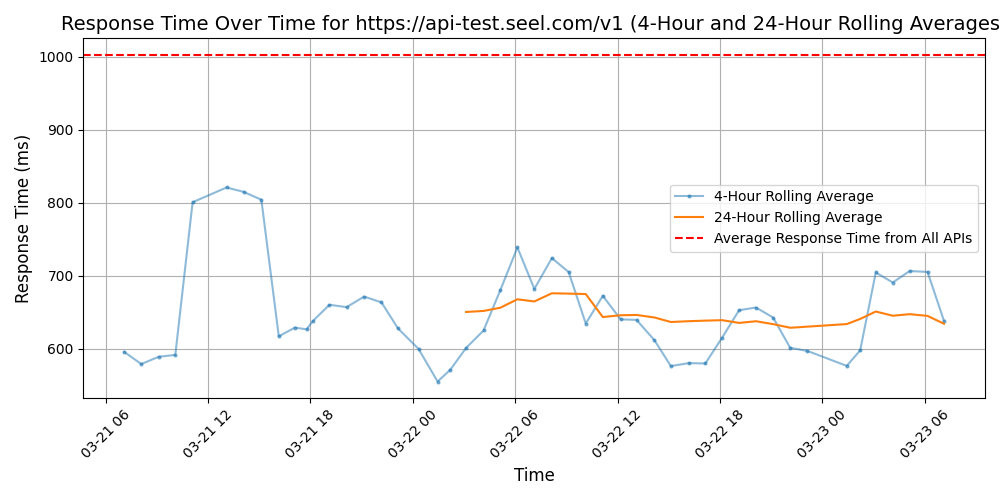 Response Time Over Time for https://api-test.seel.com/v1 (4-Hour and 24-Hour Rolling Averages
Response Time (ms)
1000
900
800
700
600
4-Hour Rolling Average
24-Hour Rolling Average
Average Response Time from All APIs
03-21 06
03-21 12
03-21 18
03-22 00
03-22 06
03-22 12
03-22 18
03-23 00
03-23 06
Time